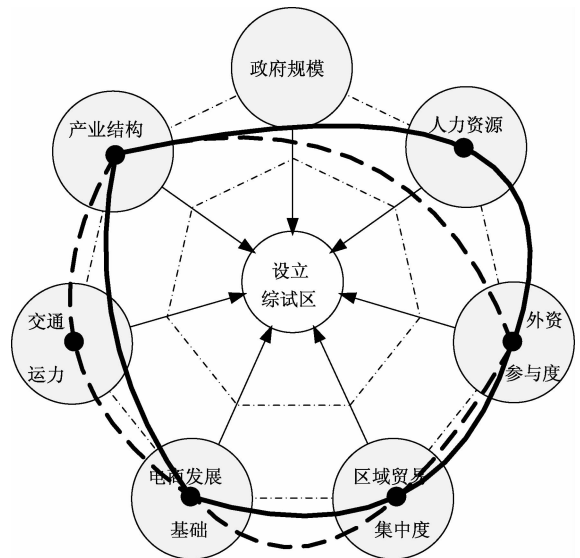 政府规模
产业结构
人力资源
设立
综试区
交通
运力
外资
参与度
电商发展
基础
区域贸易
集中度